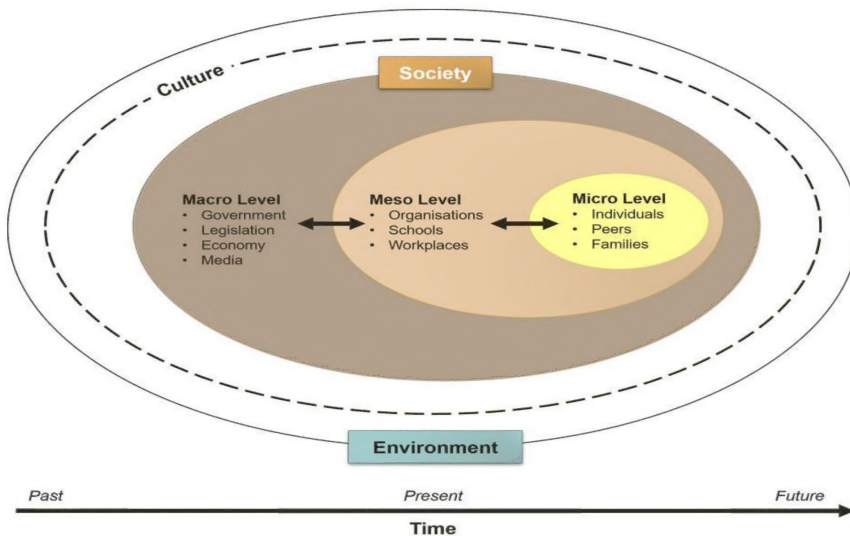 Culture
Society
Macro Level
• Government
• Legislation
• Economy
• Media
Meso Level
• Organisations
• Schools
• Workplaces
Micro Level
• Individuals
• Peers
• Families
Environment
Past
Present
Future
Time